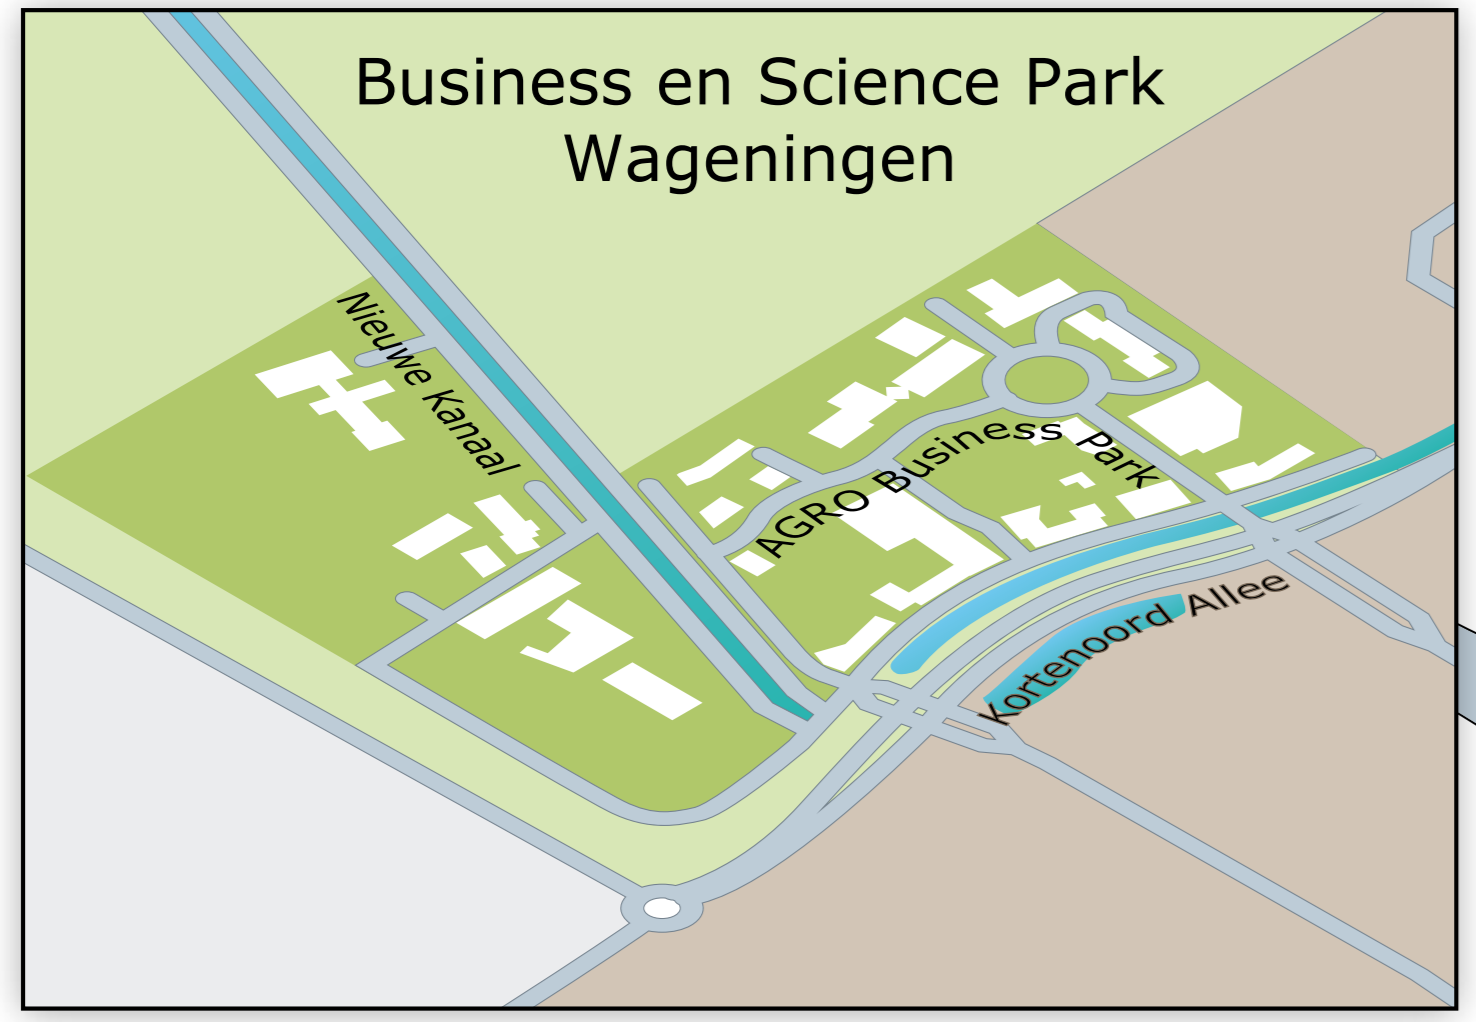 Business en Science Park
Wageningen
Nieuwe Kanaal
AGRO Business Park
Kortenoord Allee